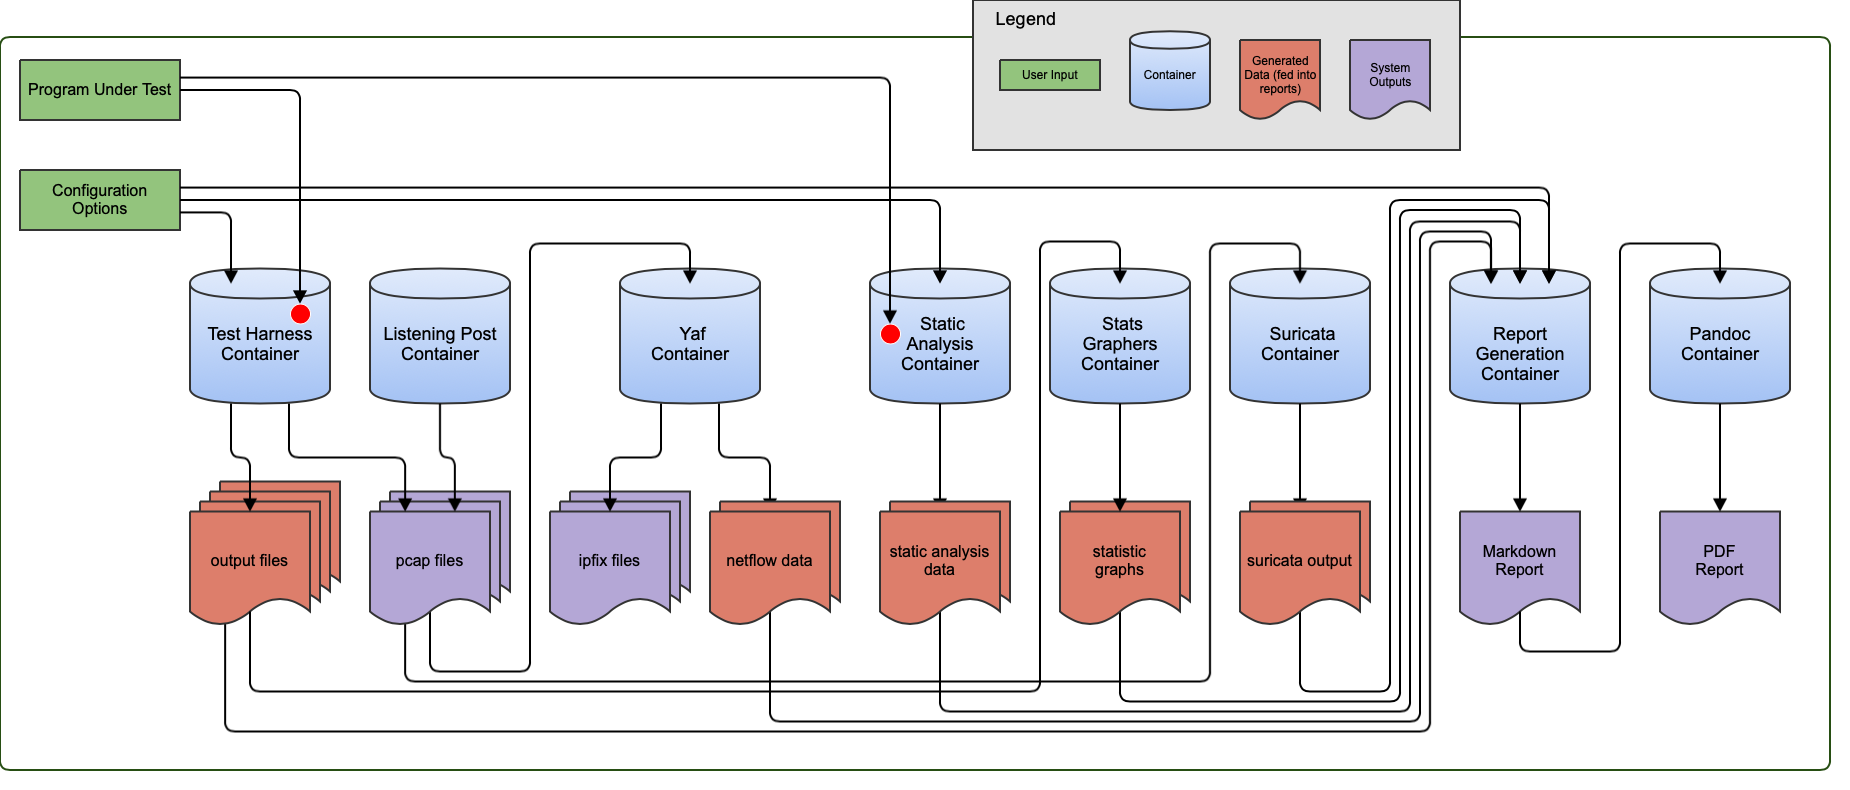 Legend
User Input
Container
Generated
Data (fed into
reports)
System
Outputs
Program Under Test
Configuration
Options
Test Harness
Container
Listening Post
Container
Yaf
Container
Static
Analysis
Container
Stats
Graphers
Container
Suricata
Container
Report
Generation
Container
Pandoc
Container
output files
pcap files
ipfix files
netflow data
static analysis
data
statistic
graphs
suricata output
Markdown
Report
PDF
Report